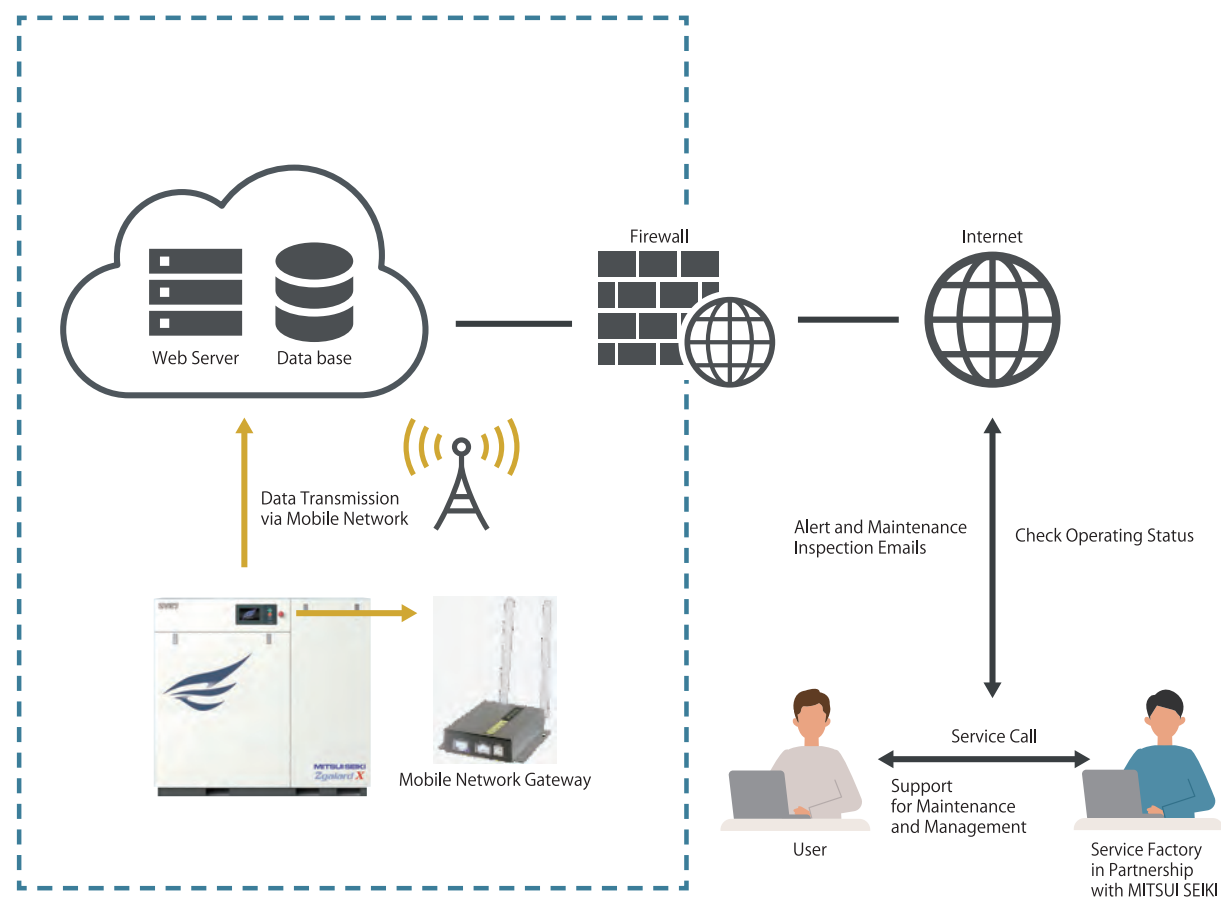 Firewall
Internet
Web Server
Data base
Data Transmission
via Mobile Network
Alert and Maintenance
Inspection Emails
Check Operating Status
MITSUI SEIKI
Zgaiard X
Mobile Network Gateway
Service Call
Support
for Maintenance
and Management
User
Service Factory
in Partnership
with MITSUI SEIKI